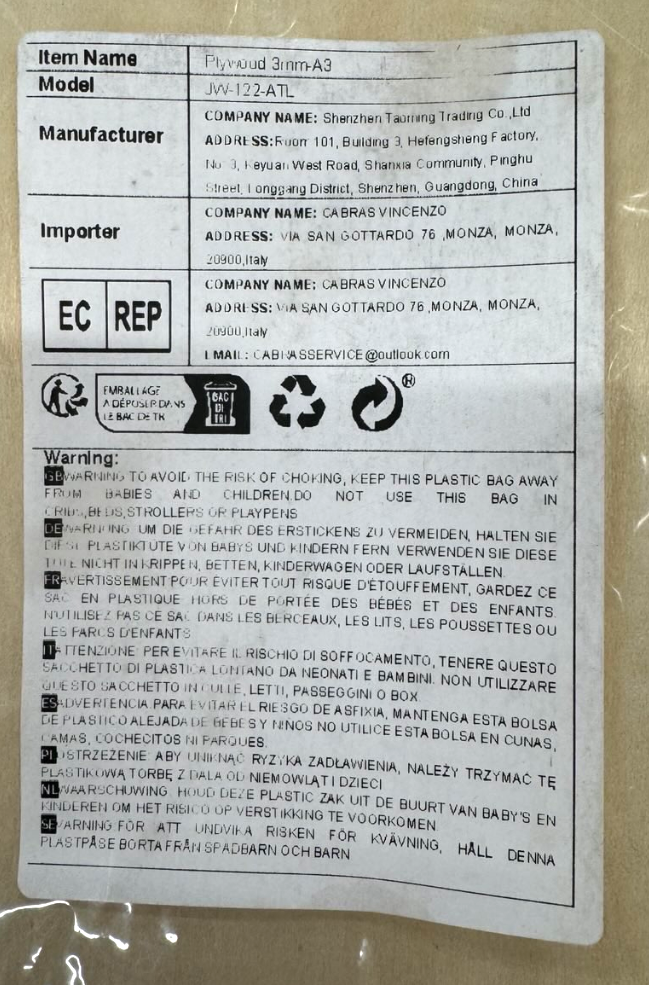 Item Name Plywoud 3mm-A3
Model JW-122-ATL
Manufacturer
COMPANY NAME: Shenzhen Taoming Trading Co.,Ltd
ADDRESS:Room 101, Building 3, Hefengsheng Factory,
No. 3, Keyuan West Road, Shanxia Community, Pinghu
Street, Longgang District, Shenzhen, Guangdong, China
Importer
COMPANY NAME: CABRAS VINCENZO
ADDRESS: VIA SAN GOTTARDO 76 ,MONZA, MONZA,
20900,Italy
EC REP
COMPANY NAME: CABRAS VINCENZO
ADDRESS: VIA SAN GOTTARDO 76 ,MONZA, MONZA,
20900,Italy
EMAIL: CABRASSERVICE@outlook.com
EMBALLAGE
A DÉPOSER DANS
LE BAC DE TRI
BAC
DE
TRI
®
Warning:
GB WARNING TO AVOID THE RISK OF CHOKING, KEEP THIS PLASTIC BAG AWAY
FROM BABIES AND CHILDREN.DO NOT USE THIS BAG IN
CRIBS,BEDS,STROLLERS OR PLAYPENS
DE WARNUNG UM DIE GEFAHR DES ERSTICKENS ZU VERMEIDEN, HALTEN SIE
DIESE PLASTIKTÜTE VON BABYS UND KINDERN FERN VERWENDEN SIE DIESE
TÜTE NICHT IN KRIPPEN, BETTEN, KINDERWAGEN ODER LAUFSTÄLLEN.
FR AVERTISSEMENT POUR ÉVITER TOUT RISQUE D'ÉTOUFFEMENT, GARDEZ CE
SAC EN PLASTIQUE HORS DE PORTÉE DES BÉBÉS ET DES ENFANTS.
N'UTILISEZ PAS CE SAC DANS LES BERCEAUX, LES LITS, LES POUSSETTES OU
LES PARCS D'ENFANTS
IT ATTENZIONE: PER EVITARE IL RISCHIO DI SOFFOCAMENTO, TENERE QUESTO
SACCHETTO DI PLASTICA LONTANO DA NEONATI E BAMBINI. NON UTILIZZARE
QUESTO SACCHETTO IN CULLE, LETTI, PASSEGGINI O BOX.
ES ADVERTENCIA PARA EVITAR EL RIESGO DE ASFIXIA, MANTENGA ESTA BOLSA
DE PLASTICO ALEJADA DE BEBES Y NINOS NO UTILICE ESTA BOLSA EN CUNAS,
CAMAS, COCHECITOS NI PARQUES.
PL OSTRZEŻENIE: ABY UNIKNĄĆ RYZYKA ZADŁAWIENIA, NALEŻY TRZYMAĆ TĘ
PLASTIKOWĄ TORBĘ Z DALA OD NIEMOWLĄT I DZIECI
NL WAARSCHUWING: HOUD DEZE PLASTIC ZAK UIT DE BUURT VAN BABY'S EN
KINDEREN OM HET RISICO OP VERSTIKKING TE VOORKOMEN
SE VARNING FÖR ATT UNDVIKA RISKEN FÖR KVÄVNING, HÅLL DENNA
PLASTPÅSE BORTA FRÅN SPÄDBARN OCH BARN